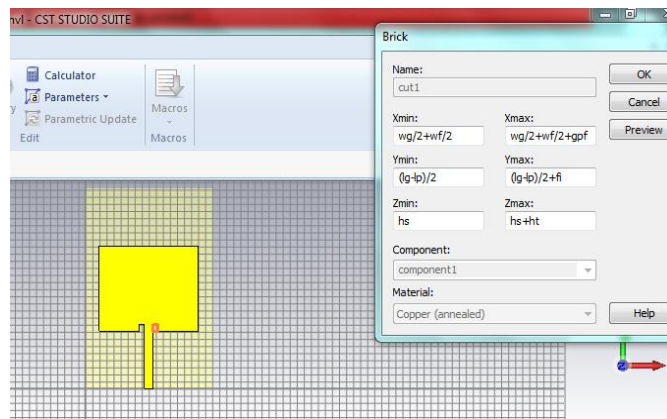 nvl - CST STUDIO SUITE
Calculator
Parameters
Parametric Update
Edit
Macros
Macros
Brick
Name:
cut1
OK
Cancel
Preview
Xmin:
Xmax:
wg/2+wf/2
wg/2+wf/2+gpf
Ymin:
Ymax:
(lg-lp)/2
(lg-lp)/2+fi
Zmin:
Zmax:
hs
hs+ht
Component:
component1
Material:
Copper (annealed)
Help